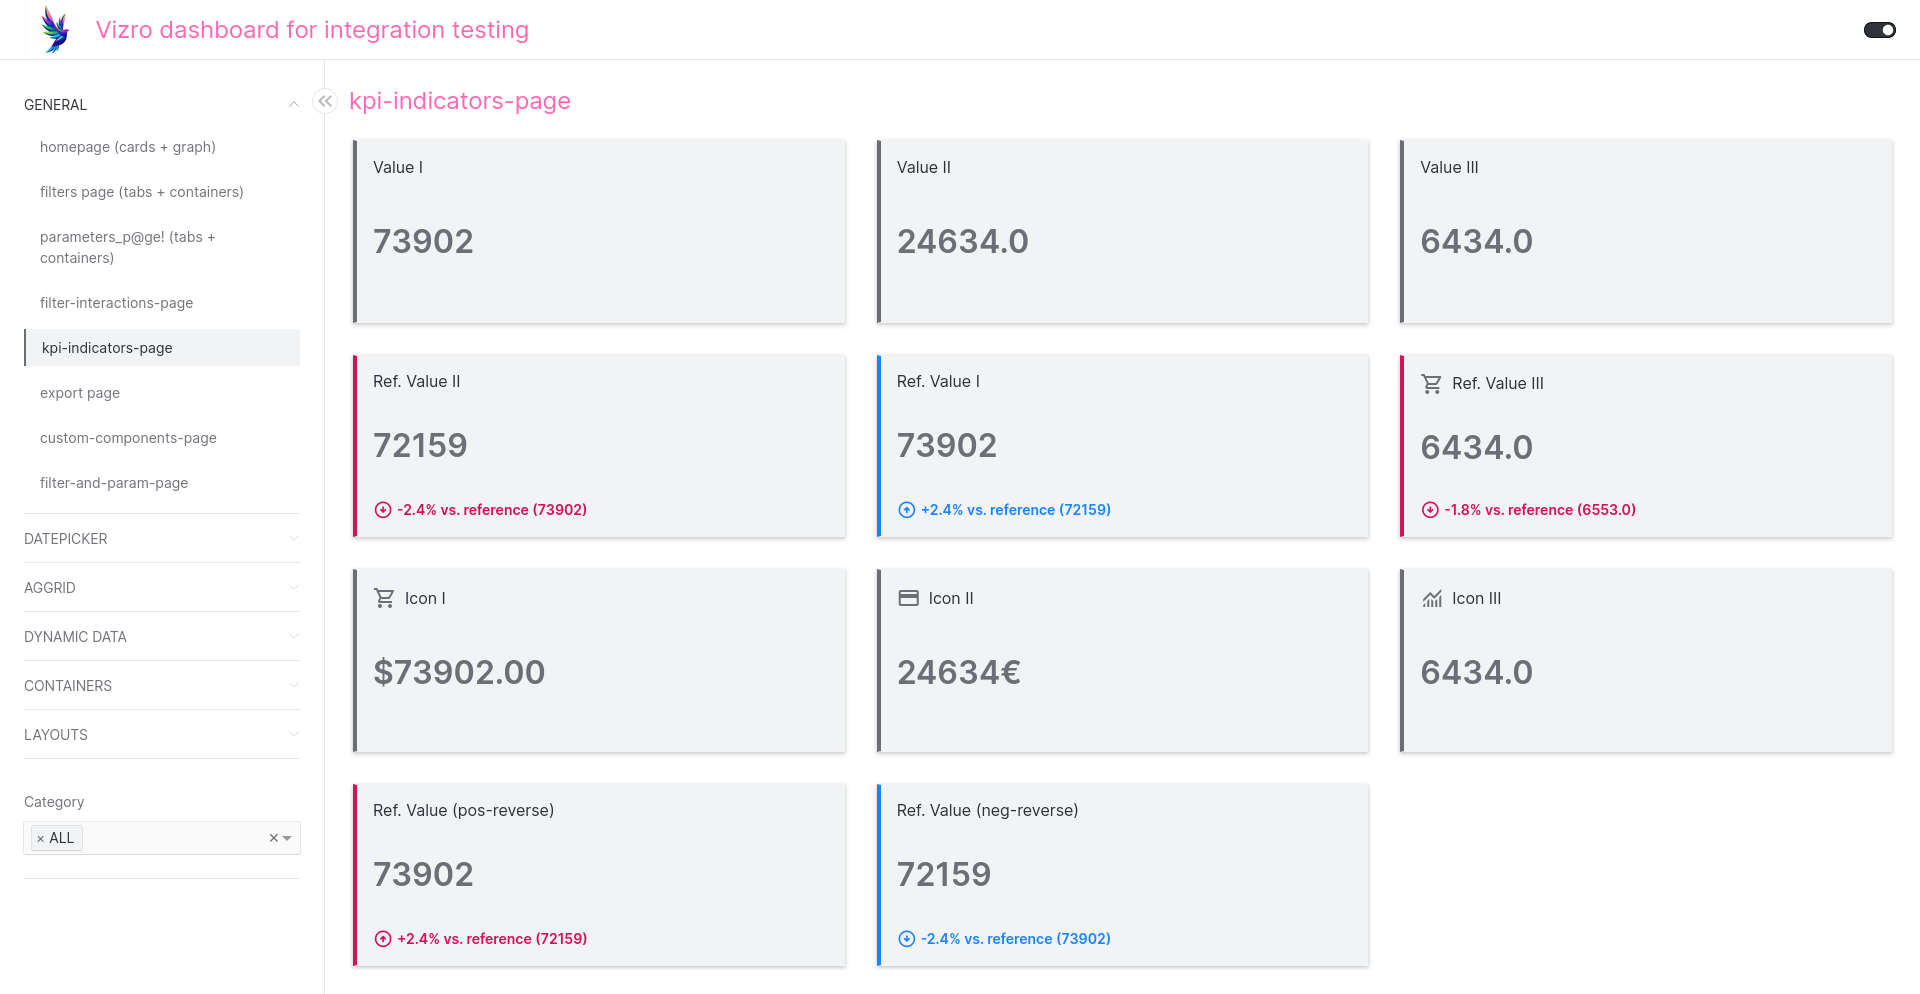 Vizro dashboard for integration testing
GENERAL
homepage (cards + graph)
filters page (tabs + containers)
parameters_p@ge! (tabs +
containers)
filter-interactions-page
kpi-indicators-page
export page
custom-components-page
filter-and-param-page
DATEPICKER
AGGRID
DYNAMIC DATA
CONTAINERS
LAYOUTS
Category
× ALL
kpi-indicators-page
Value I
73902
Value II
24634.0
Value III
6434.0
Ref. Value II
72159
-2.4% vs. reference (73902)
Ref. Value I
73902
+2.4% vs. reference (72159)
Ref. Value III
6434.0
-1.8% vs. reference (6553.0)
Icon I
$73902.00
Icon II
24634€
Icon III
6434.0
Ref. Value (pos-reverse)
73902
+2.4% vs. reference (72159)
Ref. Value (neg-reverse)
72159
-2.4% vs. reference (73902)